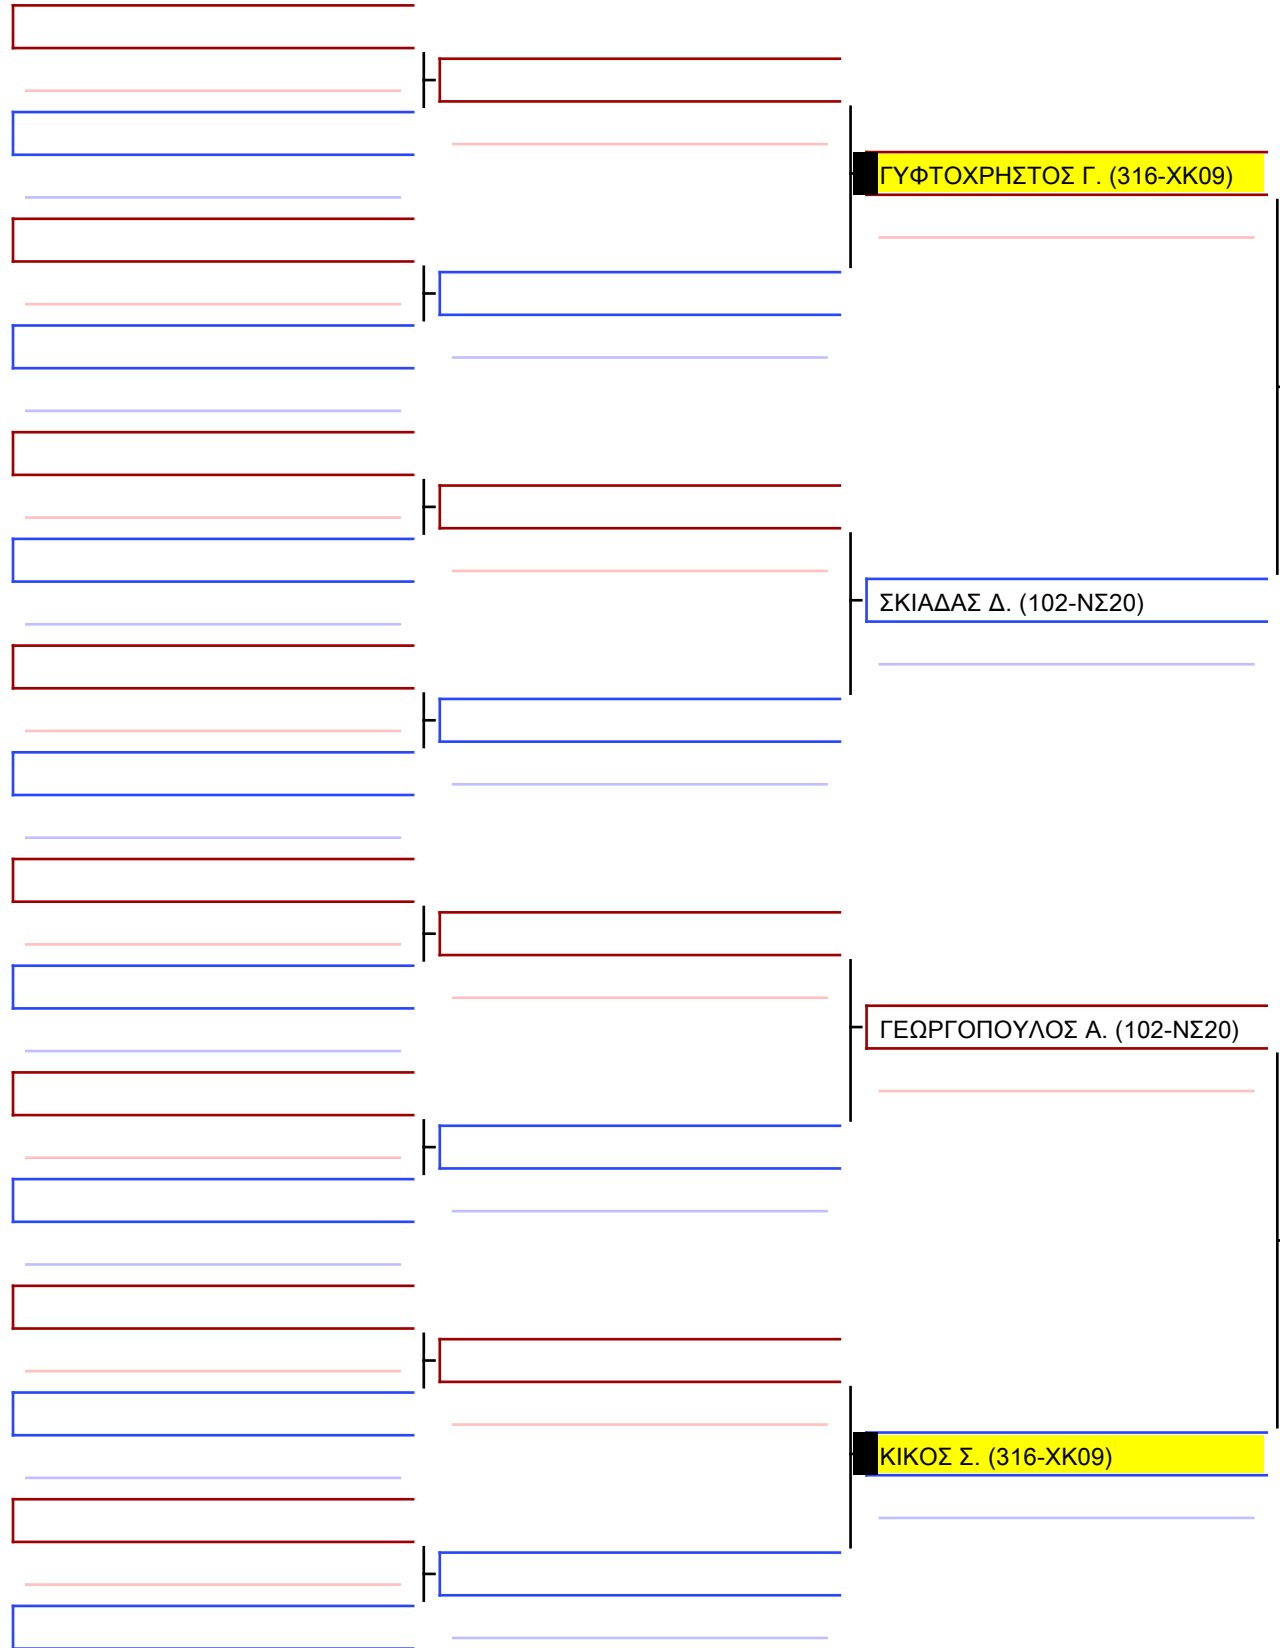 ΓΥΦΤΟΧΡΗΣΤΟΣ Γ. (316-ΧΚ09)
ΣΚΙΑΔΑΣ Δ. (102-ΝΣ20)
ΓΕΩΡΓΟΠΟΥΛΟΣ Α. (102-ΝΣ20)
ΚΙΚΟΣ Σ. (316-ΧΚ09)